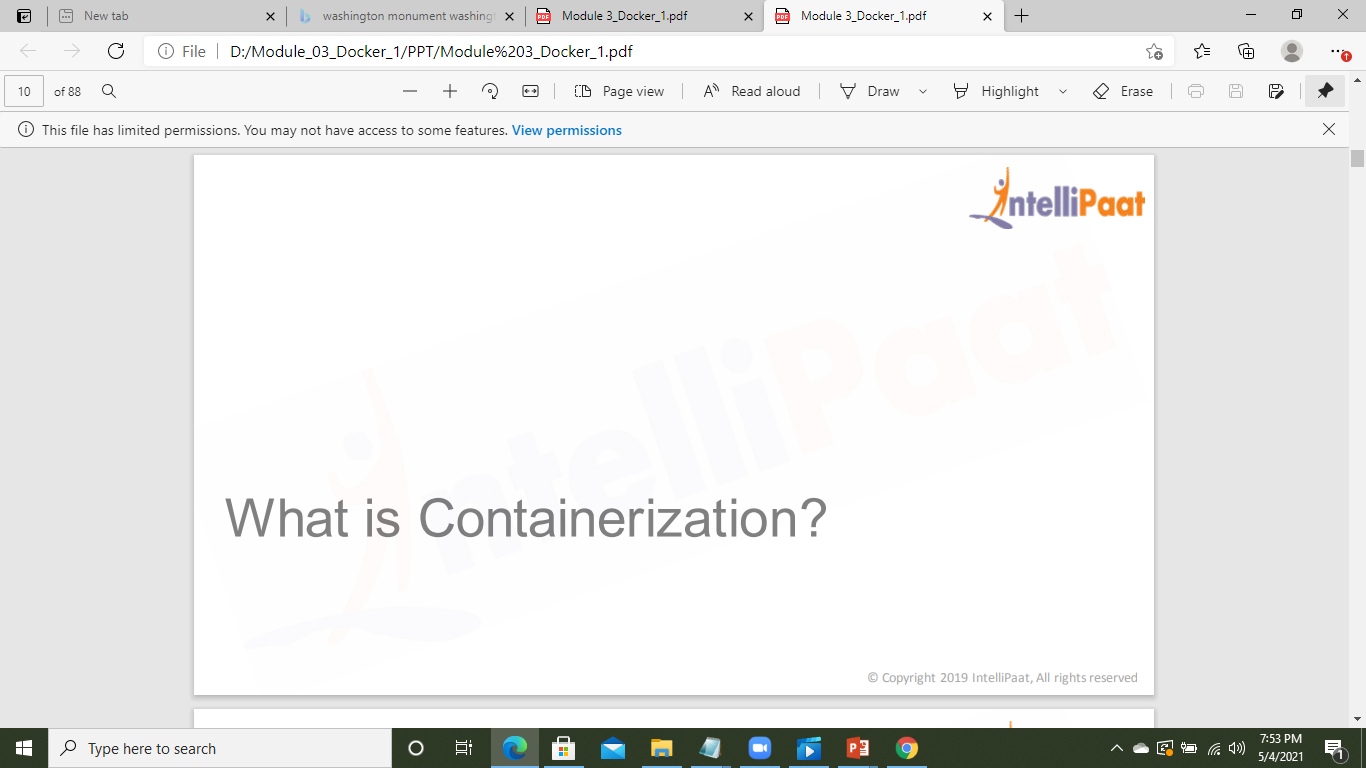 New tab
washington monument washingt
Module 3_Docker_1.pdf
Module 3_Docker_1.pdf
File
D:/Module_03_Docker_1/PPT/Module%203_Docker_1.pdf
10
of 88
Page view
Read aloud
Draw
Highlight
Erase
This file has limited permissions. You may not have access to some features. View permissions
IntelliPaat
IntelliPaat
What is Containerization?
© Copyright 2019 IntelliPaat, All rights reserved
Type here to search
7:53 PM
5/4/2021
1